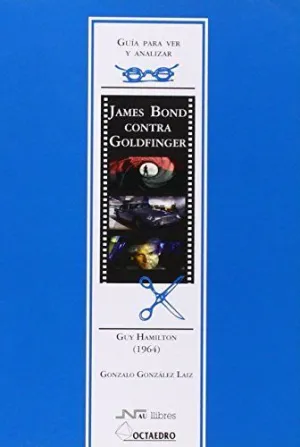 GUÍA PARA VER
Y ANALIZAR
JAMES BOND
CONTRA
GOLDFINGER
GUY HAMILTON
(1964)
GONZALO GONZÁLEZ LAIZ
NAU llibres
OCTAEDRO